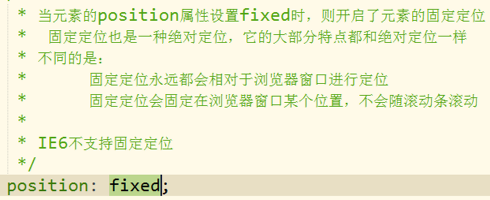 * 当元素的position属性设置fixed时，则开启了元素的固定定位
* 固定定位也是一种绝对定位，它的大部分特点都和绝对定位一样
* 不同的是：
* 固定定位永远都会相对于浏览器窗口进行定位
* 固定定位会固定在浏览器窗口某个位置，不会随滚动条滚动
*
* IE6不支持固定定位
*/
position: fixed;